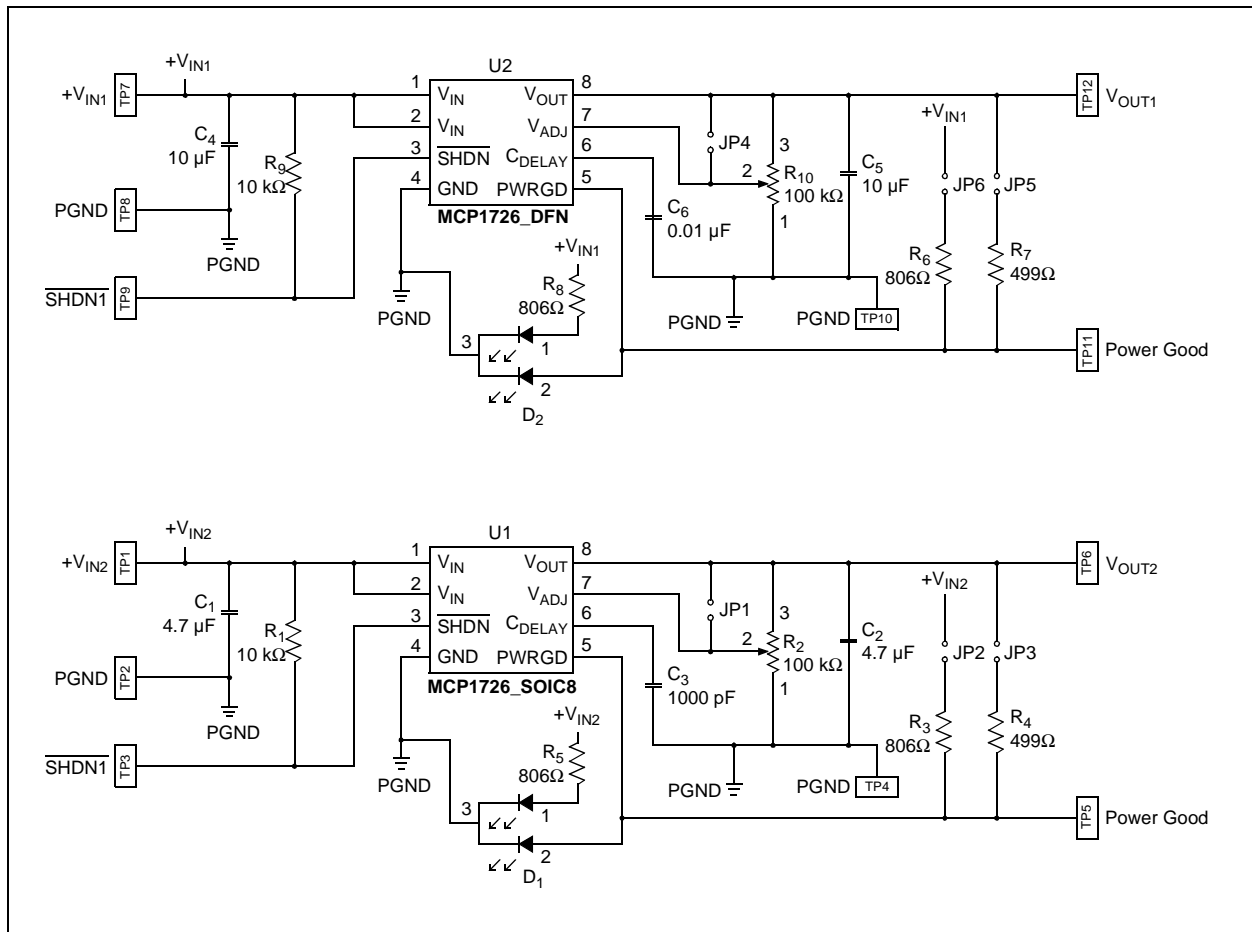 U2
+VIN1
+VIN1 TP7 1 VIN VOUT 8 TP12 VOUT1
2 VIN VADJ 7 +VIN1
C4 10 µF
R9 10 kΩ
3 SHDN CDELAY 6 JP4 3
2 R10 100 kΩ
1
C5 10 µF
JP6 JP5
4 GND PWRGD 5
PGND TP8
MCP1726_DFN
C6 0.01 µF
PGND
+VIN1
R8 806Ω
R6 806Ω
R7 499Ω
SHDN1 TP9
PGND
PGND
PGND TP10
3 1
2
D2
TP11 Power Good
U1
+VIN2
+VIN2 TP1 1 VIN VOUT 8 TP6 VOUT2
2 VIN VADJ 7 +VIN2
C1 4.7 µF
R1 10 kΩ
3 SHDN CDELAY 6 JP1 3
2 R2 100 kΩ
1
C2 4.7 µF
JP2 JP3
4 GND PWRGD 5
PGND TP2
MCP1726_SOIC8
C3 1000 pF
PGND
+VIN2
R5 806Ω
R3 806Ω
R4 499Ω
SHDN1 TP3
PGND
PGND
PGND TP4
3 1
2
D1
TP5 Power Good